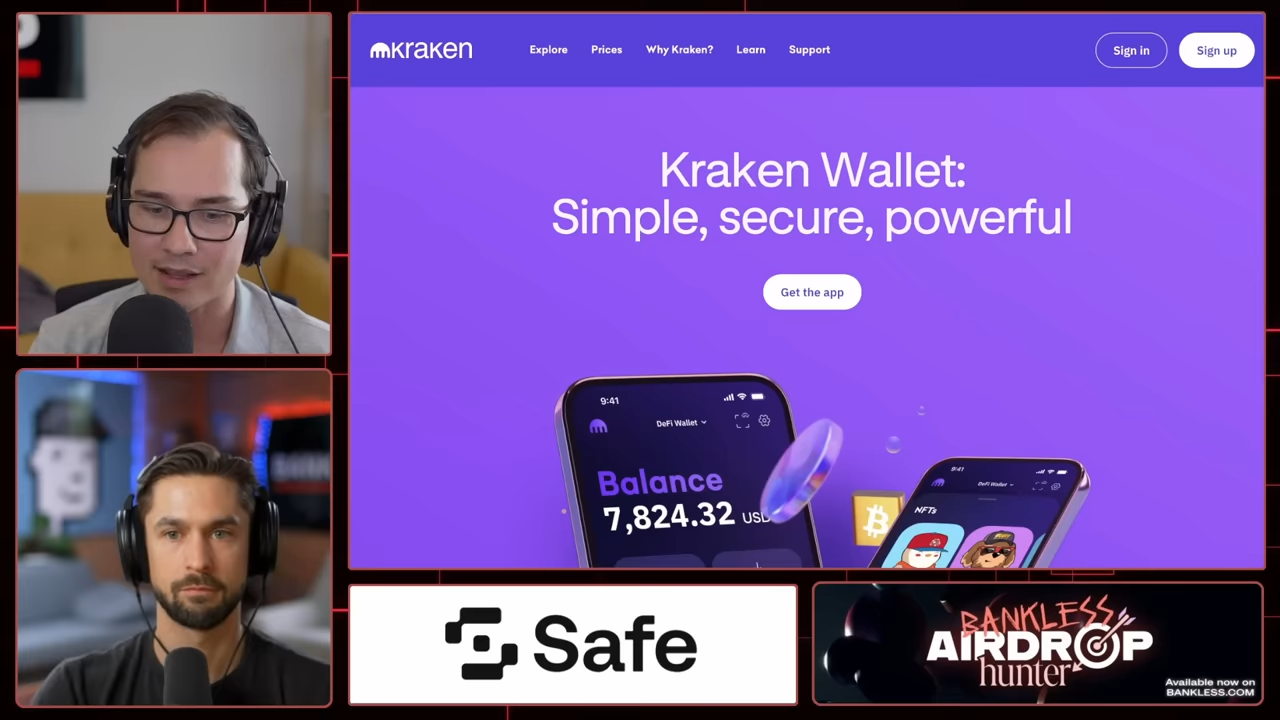 kraken
Explore
Prices
Why Kraken?
Learn
Support
Sign in
Sign up
Kraken Wallet:
Simple, secure, powerful
Get the app
9:41
DeFi Wallet
Balance
7,824.32 USD
9:41
DeFi Wallet
NFTs
Safe
BANKLESS
AIRDROP
hunter
Available now on
BANKLESS.COM